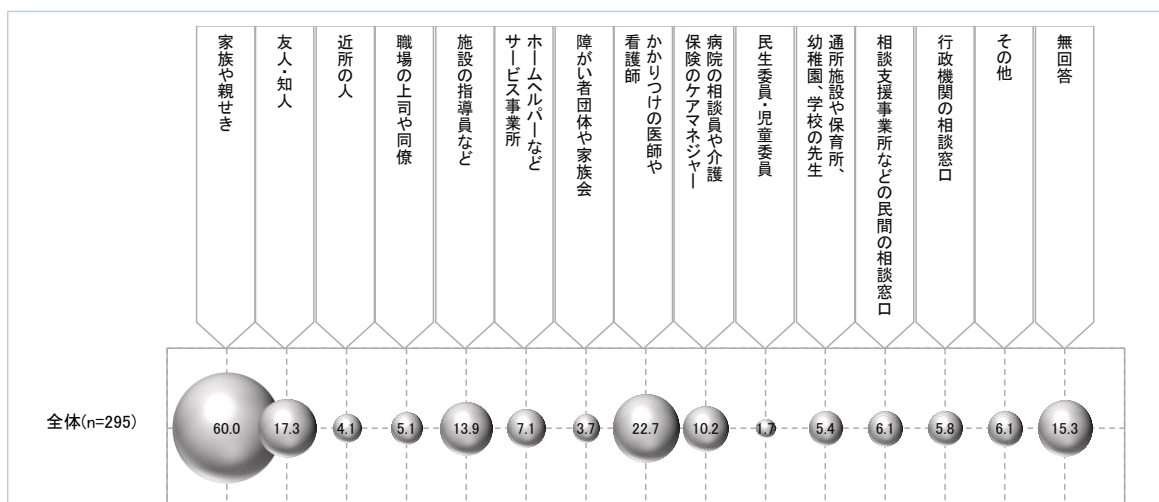 家族や親せき
友人・知人
近所の人
職場の上司や同僚
施設の指導員など
ホームヘルパーなど
サービス事業所
障がい者団体や家族会
かかりつけの医師や
看護師
病院の相談員や介護
保険のケアマネジャー
民生委員・児童委員
通所施設や保育所、
幼稚園、学校の先生
相談支援事業所などの民間の相談窓口
行政機関の相談窓口
その他
無回答
全体(n=295)
60.0
17.3
4.1
5.1
13.9
7.1
3.7
22.7
10.2
1.7
5.4
6.1
5.8
6.1
15.3